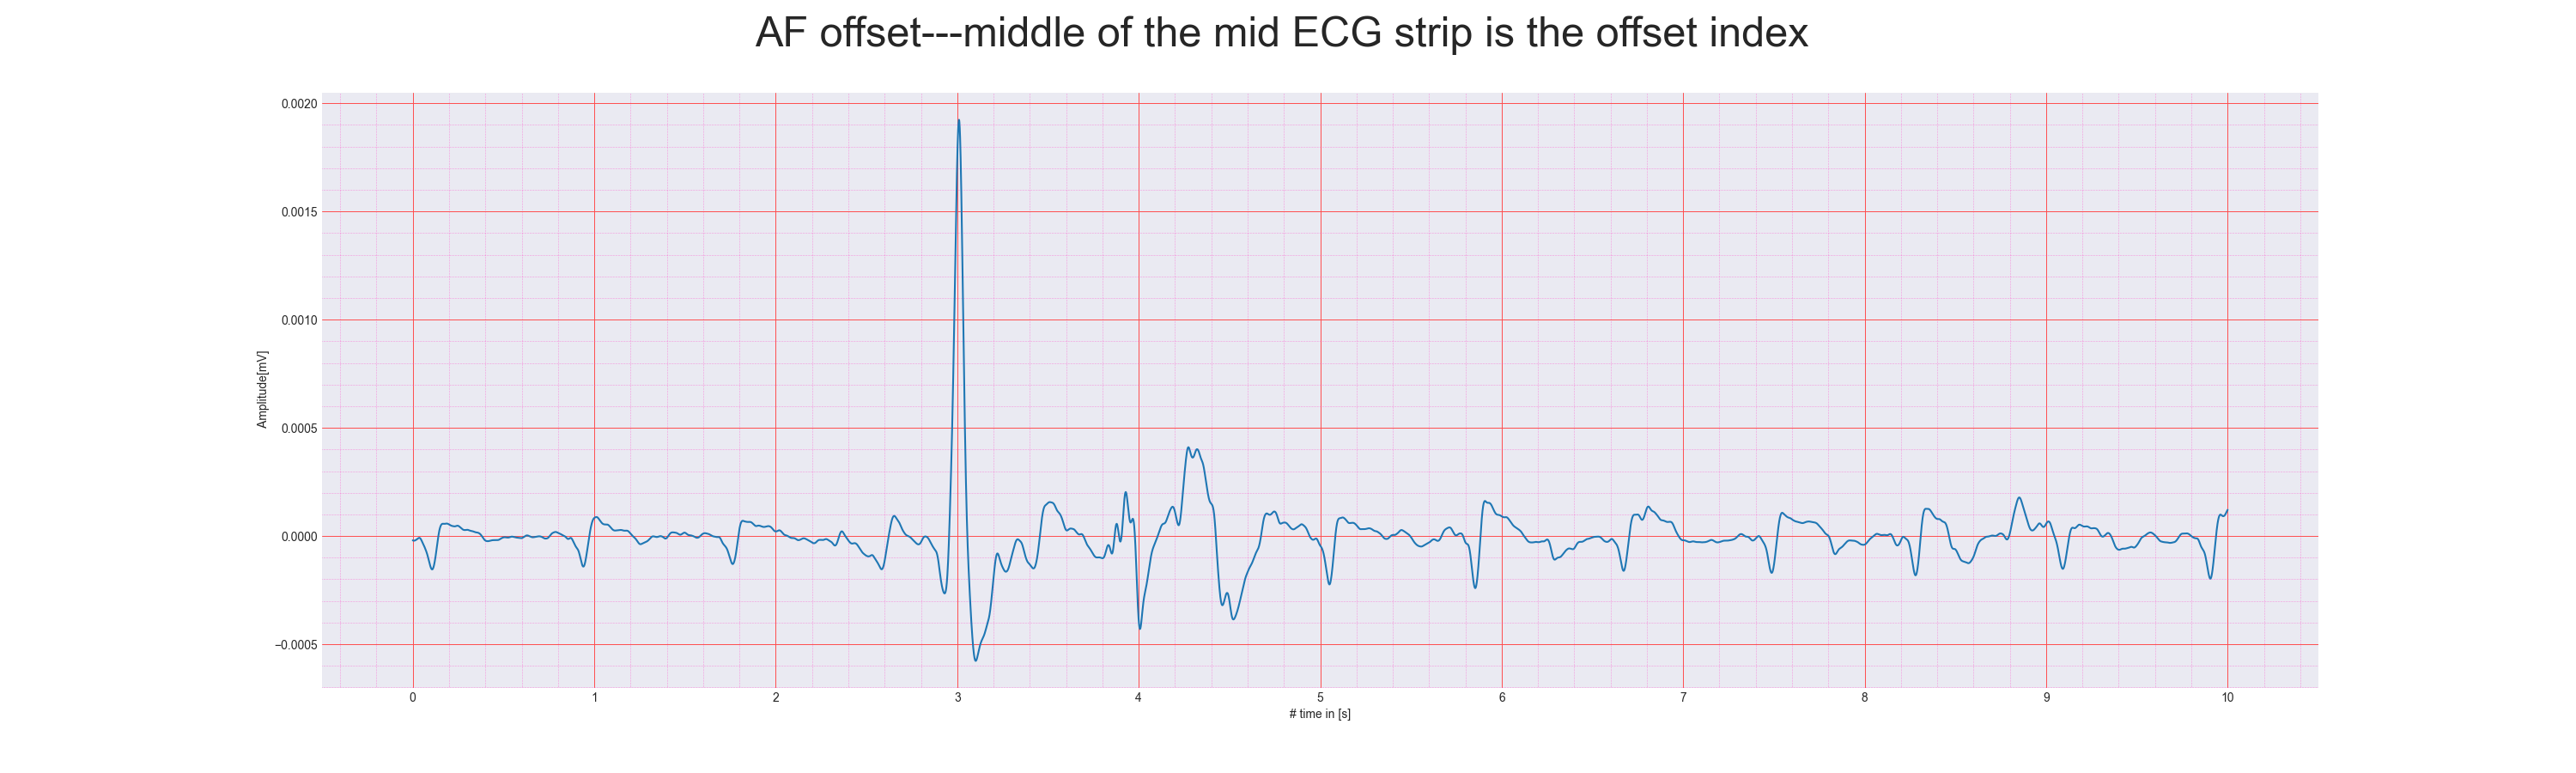 AF offset---middle of the mid ECG strip is the offset index
0.0020
0.0015
0.0010
0.0005
0.0000
−0.0005
Amplitude[mV]
0 1 2 3 4 5 6 7 8 9 10
# time in [s]